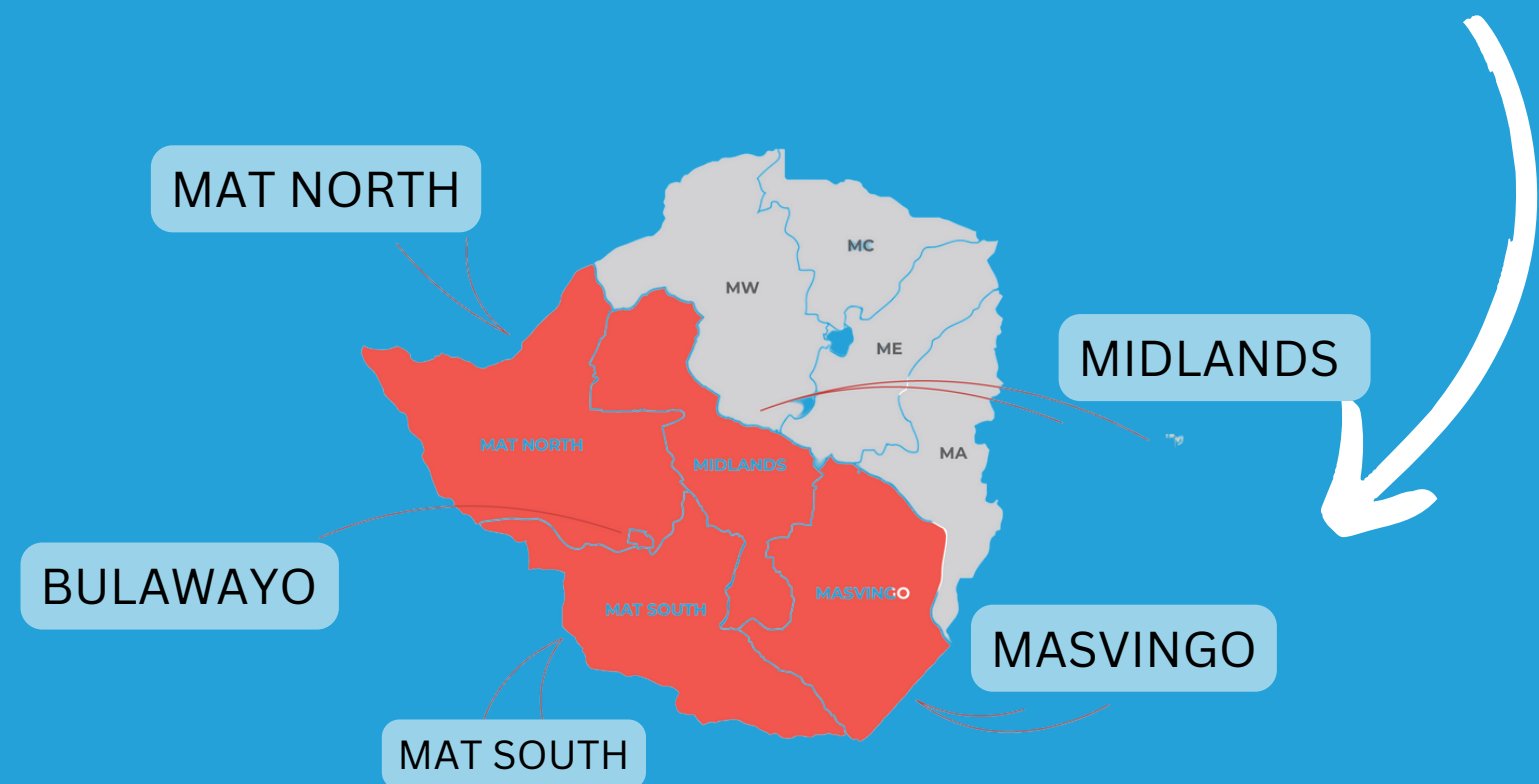 MAT NORTH
MC
MW
ME
MIDLANDS
MAT NORTH
MIDLANDS
MA
BULAWAYO
MAT SOUTH
MASVINGO
MASVINGO
MAT SOUTH